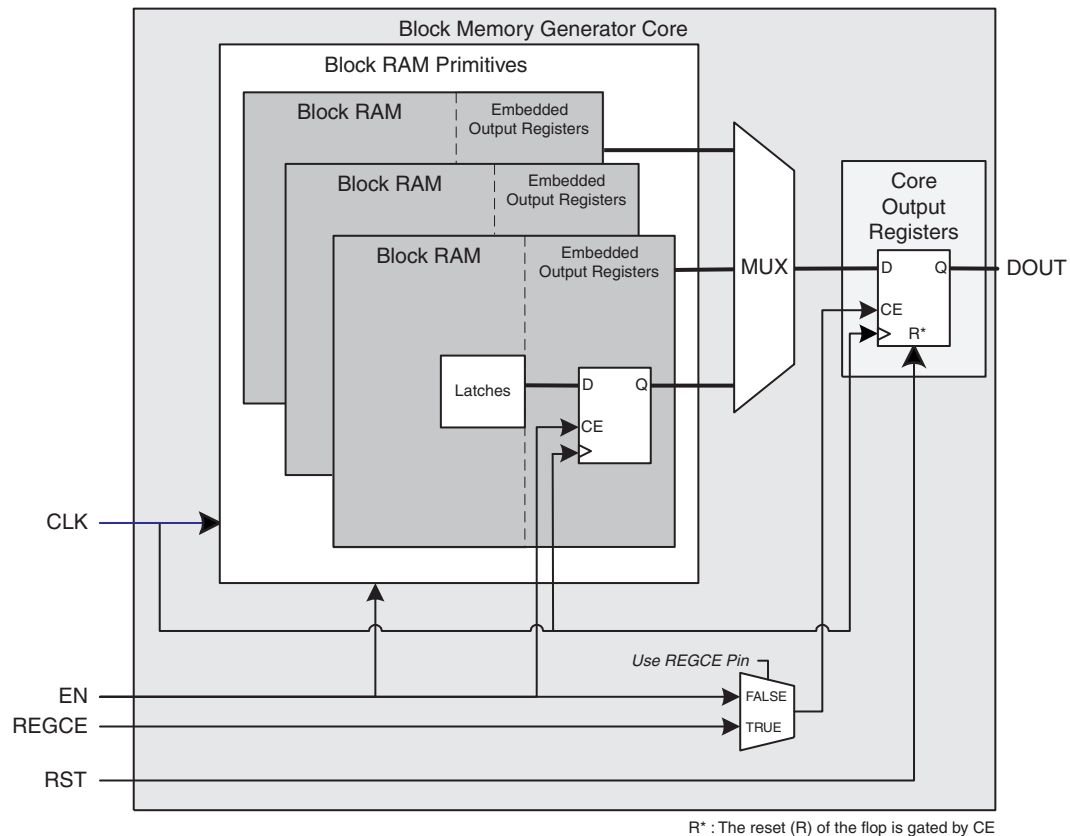 Block Memory Generator Core
Block RAM Primitives
Block RAM
Embedded
Output Registers
Block RAM
Embedded
Output Registers
Block RAM
Embedded
Output Registers
MUX
Core
Output
Registers
D
Q
CE
R*
DOUT
Latches
D
Q
CE
CLK
Use REGCE Pin
EN
FALSE
REGCE
TRUE
RST
R* : The reset (R) of the flop is gated by CE